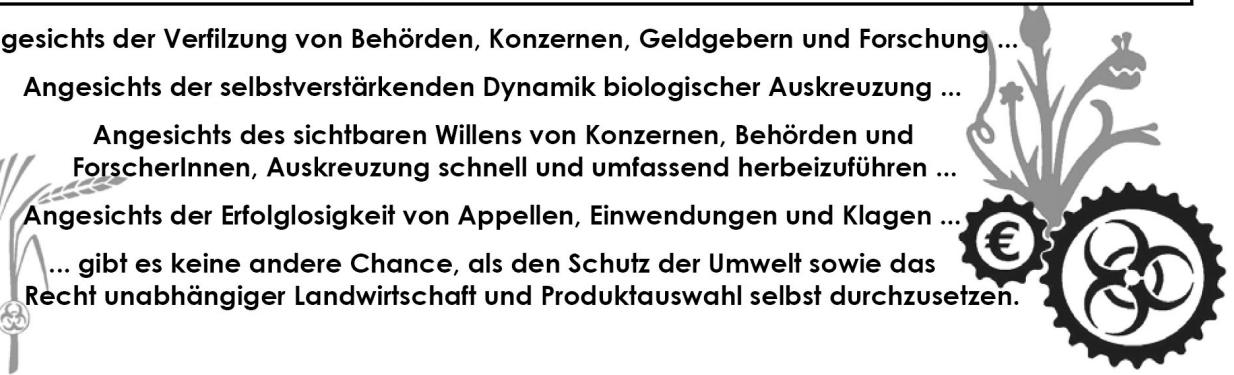 gesichts der Verfilzung von Behörden, Konzernen, Geldgebern und Forschung ...
Angesichts der selbstverstärkenden Dynamik biologischer Auskreuzung ...
Angesichts des sichtbaren Willens von Konzernen, Behörden und
ForscherInnen, Auskreuzung schnell und umfassend herbeizuführen ...
Angesichts der Erfolglosigkeit von Appellen, Einwendungen und Klagen ...
... gibt es keine andere Chance, als den Schutz der Umwelt sowie das
Recht unabhängiger Landwirtschaft und Produktauswahl selbst durchzusetzen.
€